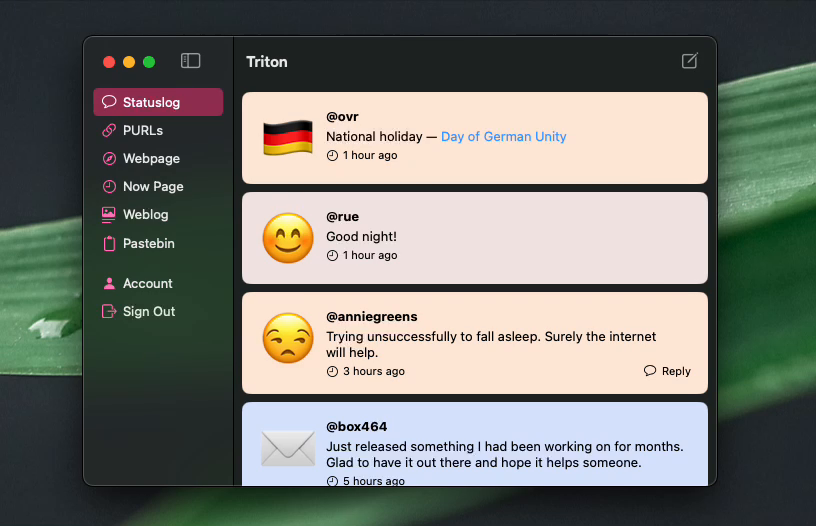 Triton
Statuslog
PURLs
Webpage
Now Page
Weblog
Pastebin
Account
Sign Out
@ovr
National holiday — Day of German Unity
1 hour ago
@rue
Good night!
1 hour ago
@anniegreens
Trying unsuccessfully to fall asleep. Surely the internet
will help.
3 hours ago
Reply
@box464
Just released something I had been working on for months.
Glad to have it out there and hope it helps someone.
5 hours ago